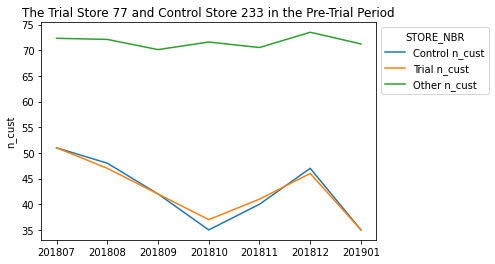 The Trial Store 77 and Control Store 233 in the Pre-Trial Period
75
70
65
60
55
50
45
40
35
n_cust
201807 201808 201809 201810 201811 201812 201901
STORE_NBR
Control n_cust
Trial n_cust
Other n_cust